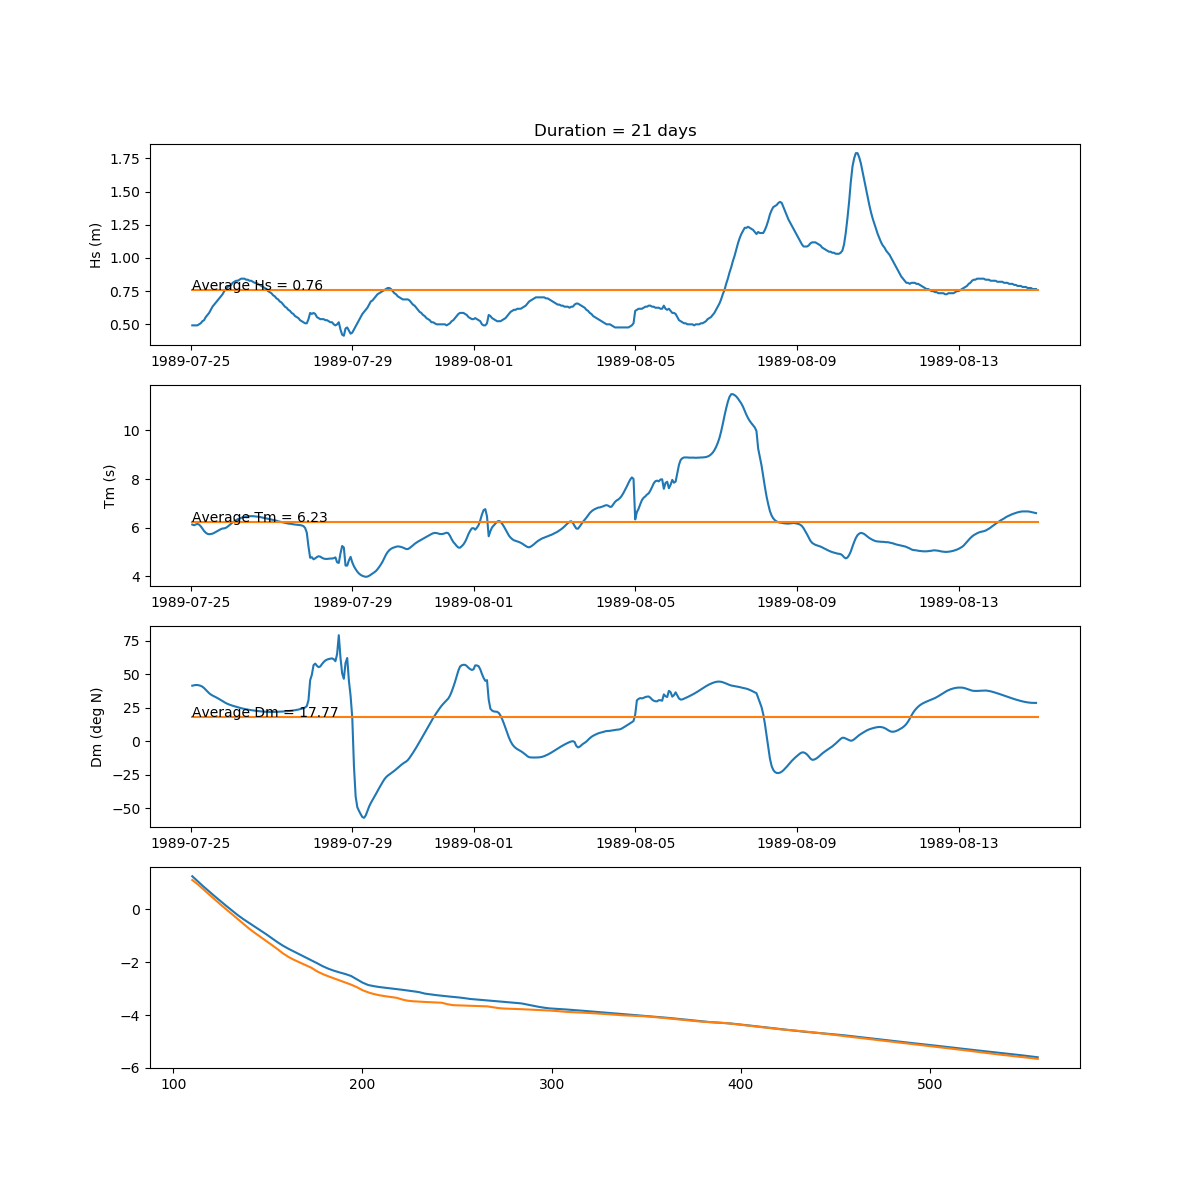 Duration = 21 days
1.75
1.50
1.25
1.00
0.75
0.50
Hs (m)
Average Hs = 0.76
1989-07-25 1989-07-29 1989-08-01 1989-08-05 1989-08-09 1989-08-13
10
8
6
4
Tm (s)
Average Tm = 6.23
1989-07-25 1989-07-29 1989-08-01 1989-08-05 1989-08-09 1989-08-13
75
50
25
0
−25
−50
Dm (deg N)
Average Dm = 17.77
1989-07-25 1989-07-29 1989-08-01 1989-08-05 1989-08-09 1989-08-13
0
−2
−4
−6
100 200 300 400 500